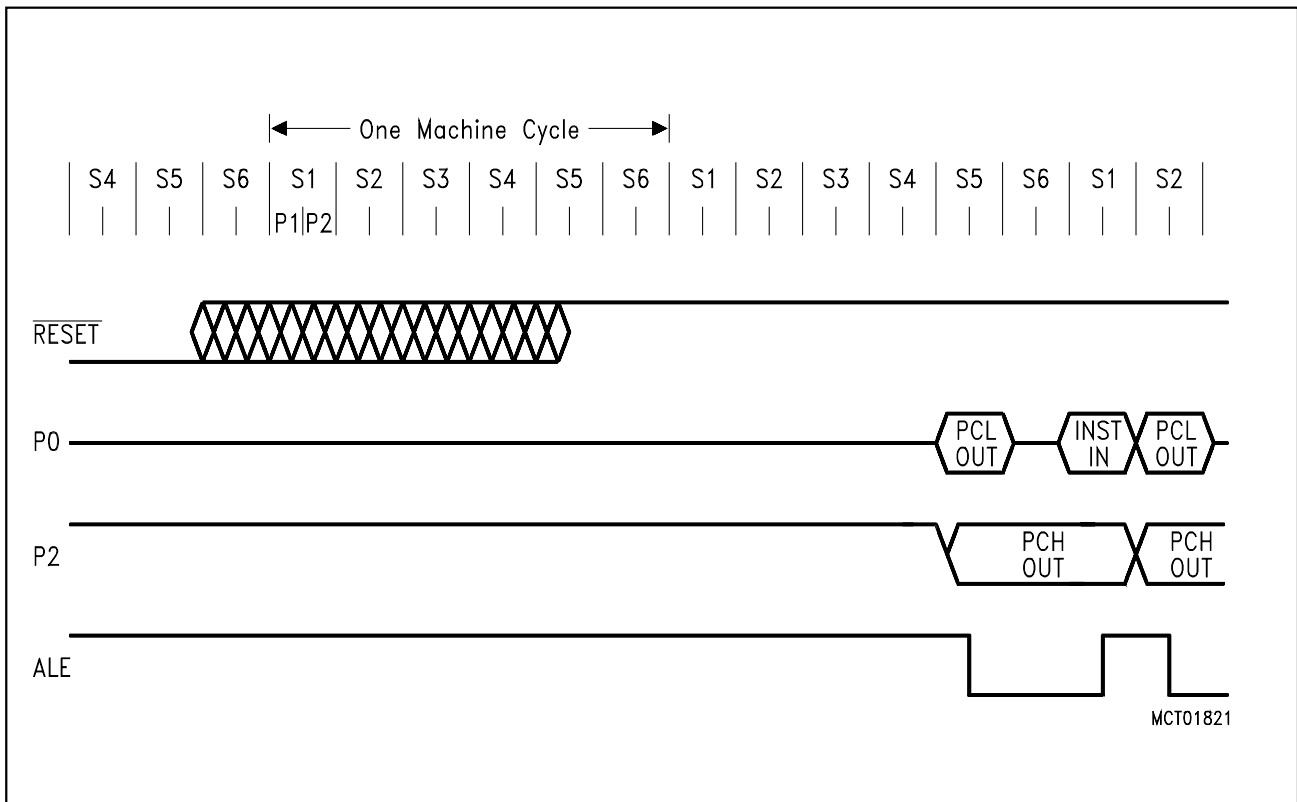 One Machine Cycle
S4 S5 S6 S1 S2 S3 S4 S5 S6 S1 S2 S3 S4 S5 S6 S1 S2
P1 P2
RESET
P0
PCL OUT
INST IN
PCL OUT
P2
PCH OUT
PCH OUT
ALE
MCT01821